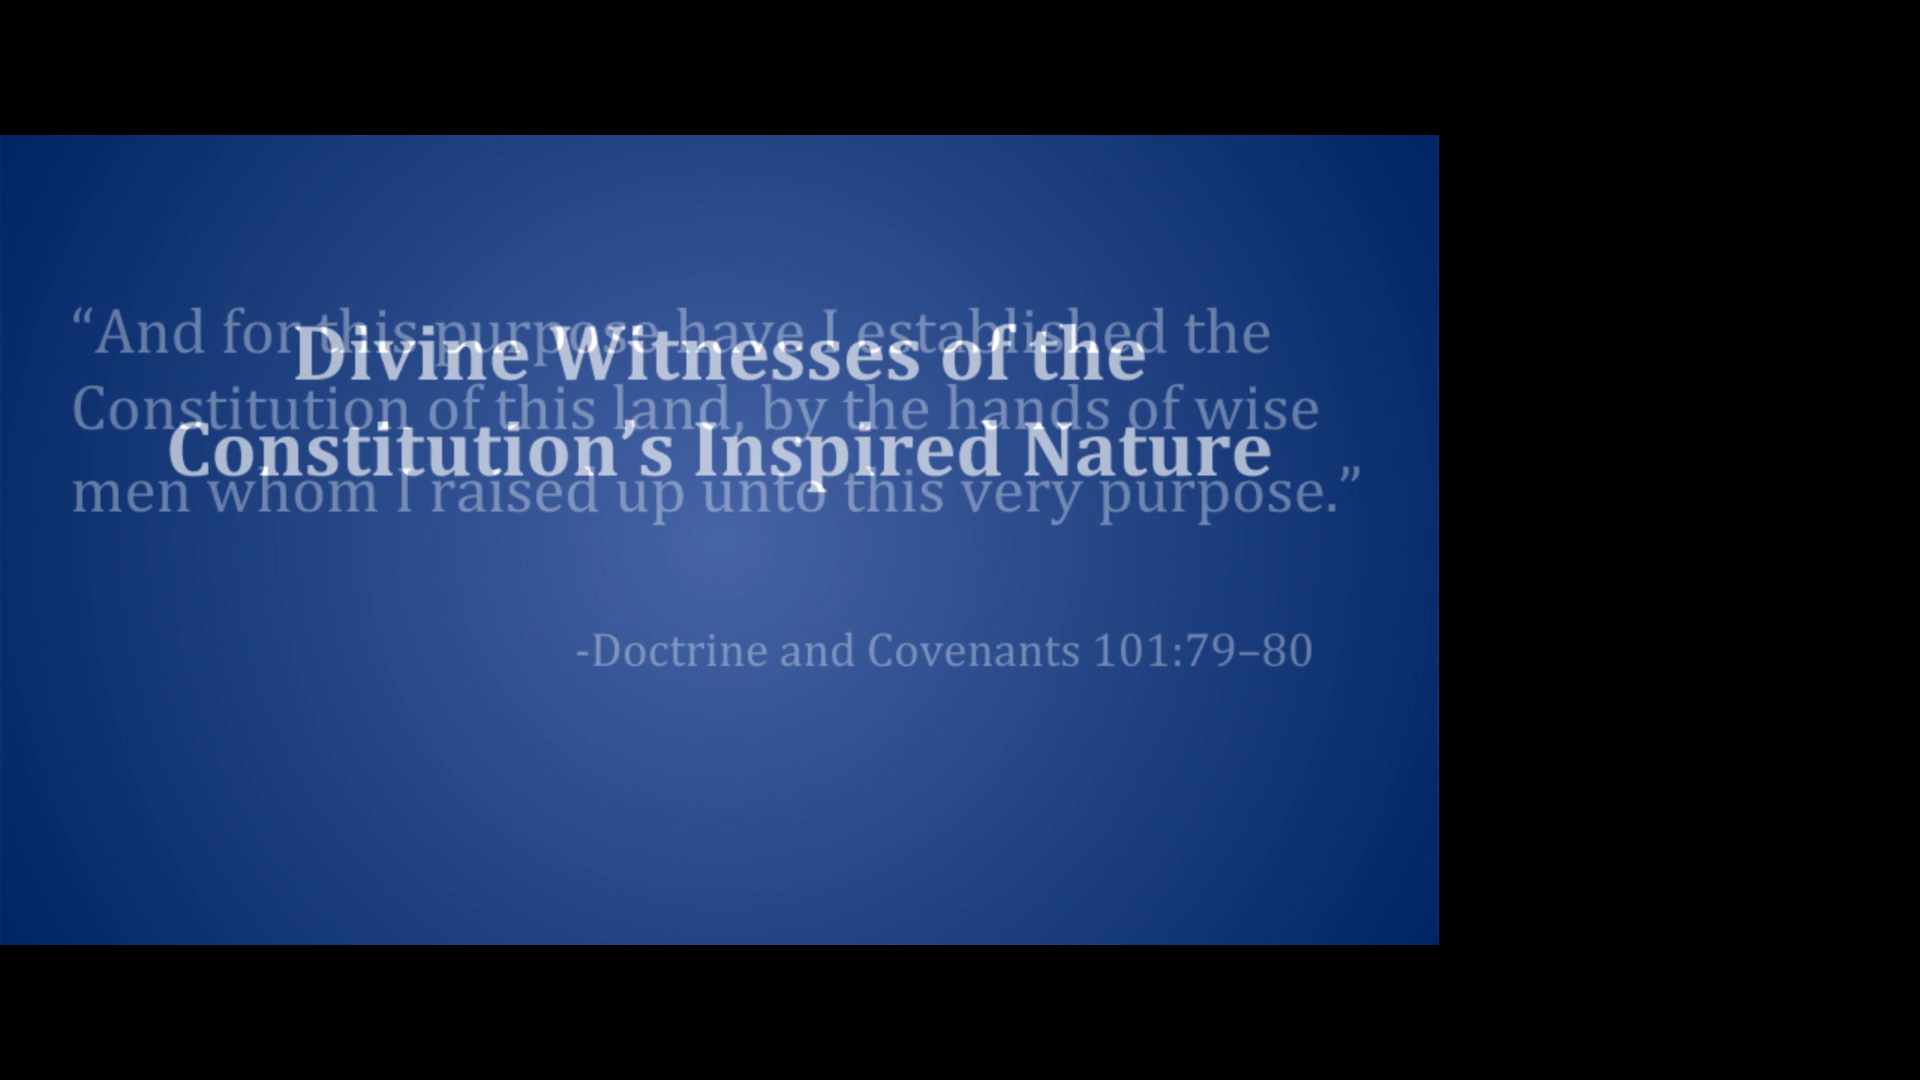 Divine Witnesses of the
Constitution’s Inspired Nature
“And for this purpose have I established the
Constitution of this land, by the hands of wise
men whom I raised up unto this very purpose.”
-Doctrine and Covenants 101:79–80